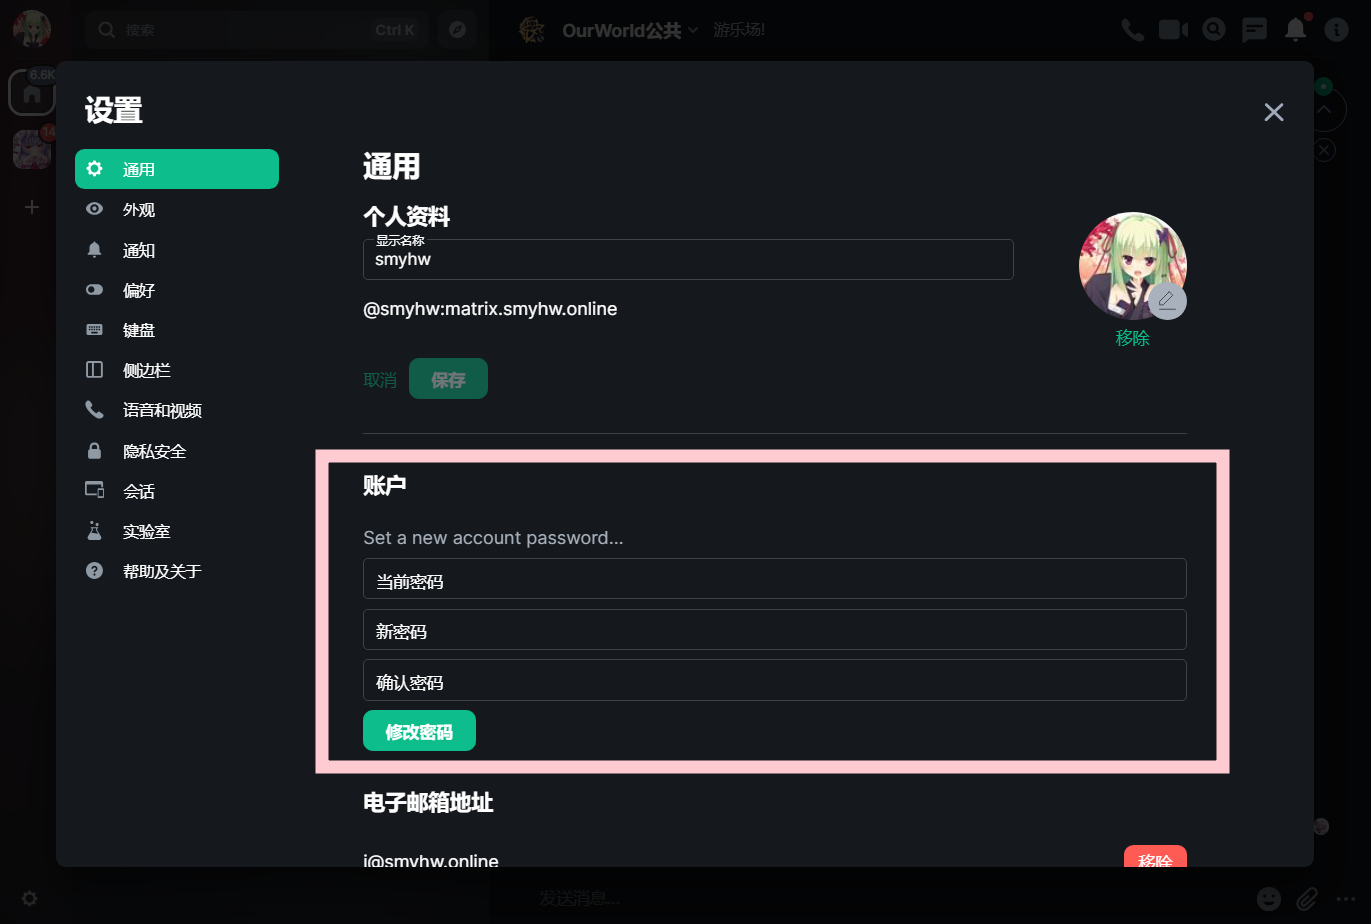 搜索
Ctrl K
OurWorld公共
游乐场!
6.6K
14
设置
通用
外观
通知
偏好
键盘
侧边栏
语音和视频
隐私安全
会话
实验室
帮助及关于
通用
个人资料
显示名称
smyhw
@smyhw:matrix.smyhw.online
移除
取消
保存
账户
Set a new account password...
当前密码
新密码
确认密码
修改密码
电子邮箱地址
i@smyhw.online
移除
发送消息...